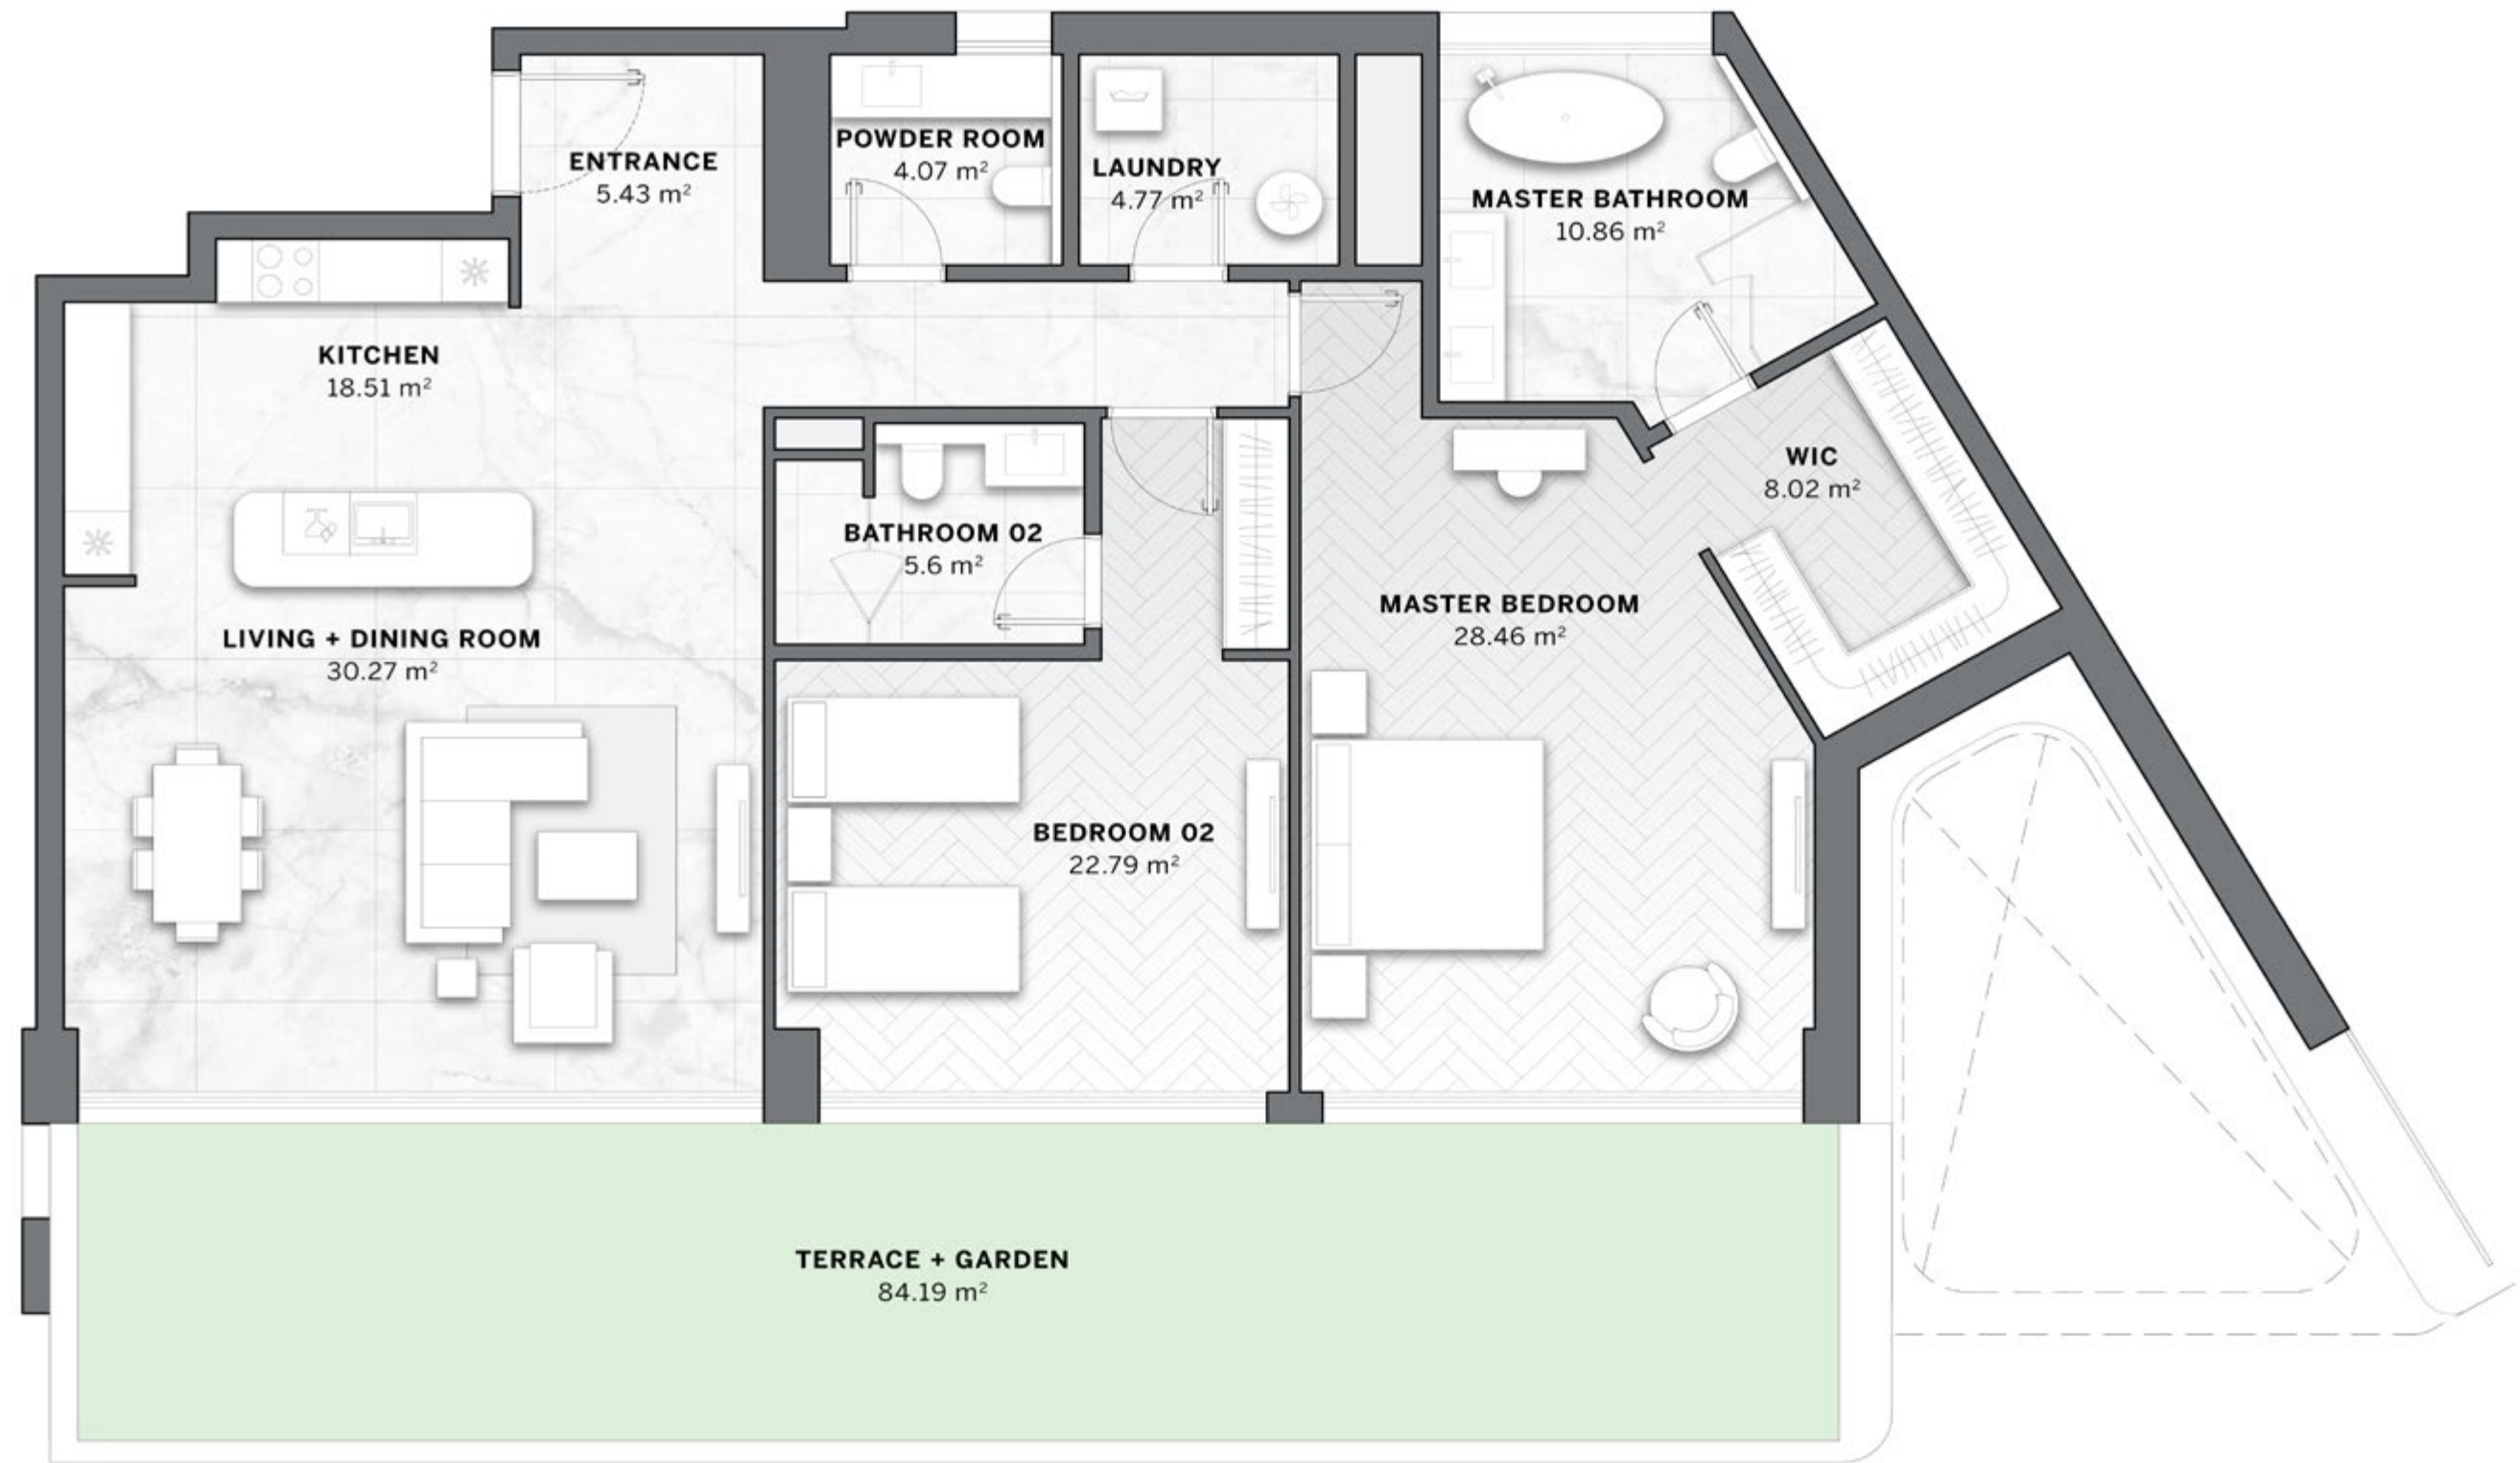 ENTRANCE
5.43 m²
POWDER ROOM
4.07 m²
LAUNDRY
4.77 m²
MASTER BATHROOM
10.86 m²
KITCHEN
18.51 m²
WIC
8.02 m²
BATHROOM 02
5.6 m²
MASTER BEDROOM
28.46 m²
LIVING + DINING ROOM
30.27 m²
BEDROOM 02
22.79 m²
TERRACE + GARDEN
84.19 m²